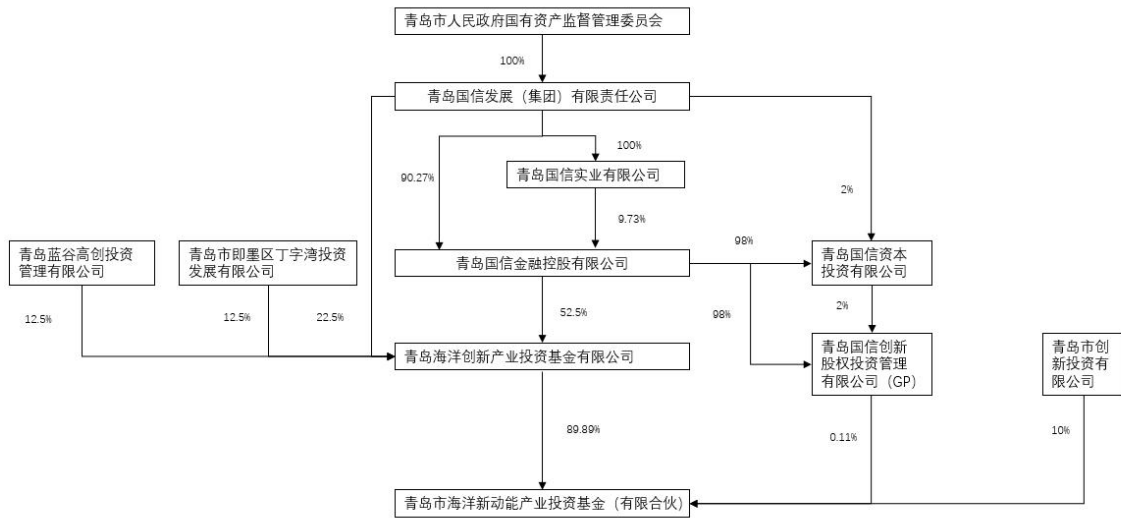 青岛市人民政府国有资产监督管理委员会
100%
青岛国信发展（集团）有限责任公司
100%
90.27%
青岛国信实业有限公司
2%
9.73%
青岛蓝谷高创投资
管理有限公司
青岛市即墨区丁字湾投资
发展有限公司
青岛国信金融控股有限公司
98%
青岛国信资本
投资有限公司
12.5%
12.5%
22.5%
52.5%
98%
2%
青岛海洋创新产业投资基金有限公司
青岛国信创新
股权投资管理
有限公司（GP）
青岛市创
新投资有
限公司
89.89%
0.11%
10%
青岛市海洋新动能产业投资基金（有限合伙）